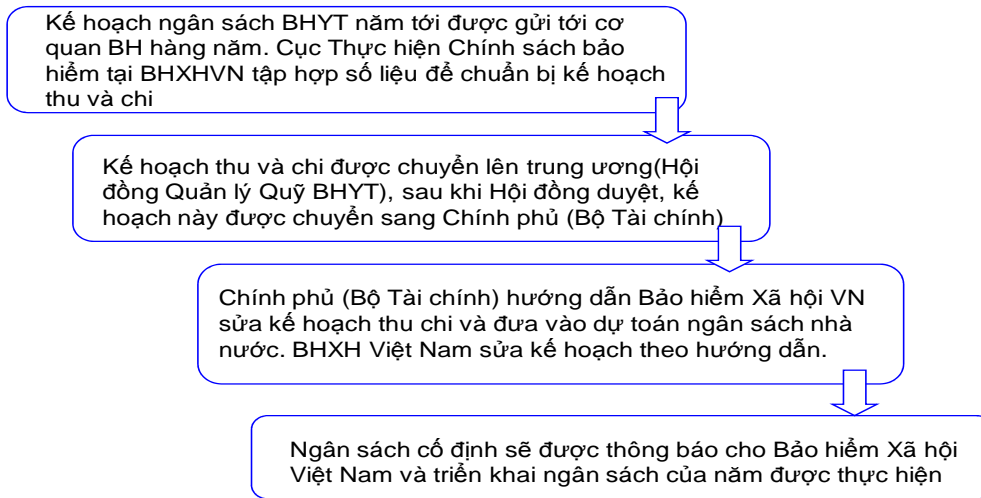 Kế hoạch ngân sách BHYT năm tới được gửi tới cơ
quan BH hàng năm. Cục Thực hiện Chính sách bảo
hiểm tại BHXHVN tập hợp số liệu để chuẩn bị kế hoạch
thu và chi
Kế hoạch thu và chi được chuyển lên trung ương(Hội
đồng Quản lý Quỹ BHYT), sau khi Hội đồng duyệt, kế
hoạch này được chuyển sang Chính phủ (Bộ Tài chính)
Chính phủ (Bộ Tài chính) hướng dẫn Bảo hiểm Xã hội VN
sửa kế hoạch thu chi và đưa vào dự toán ngân sách nhà
nước. BHXH Việt Nam sửa kế hoạch theo hướng dẫn.
Ngân sách cố định sẽ được thông báo cho Bảo hiểm Xã hội
Việt Nam và triển khai ngân sách của năm được thực hiện